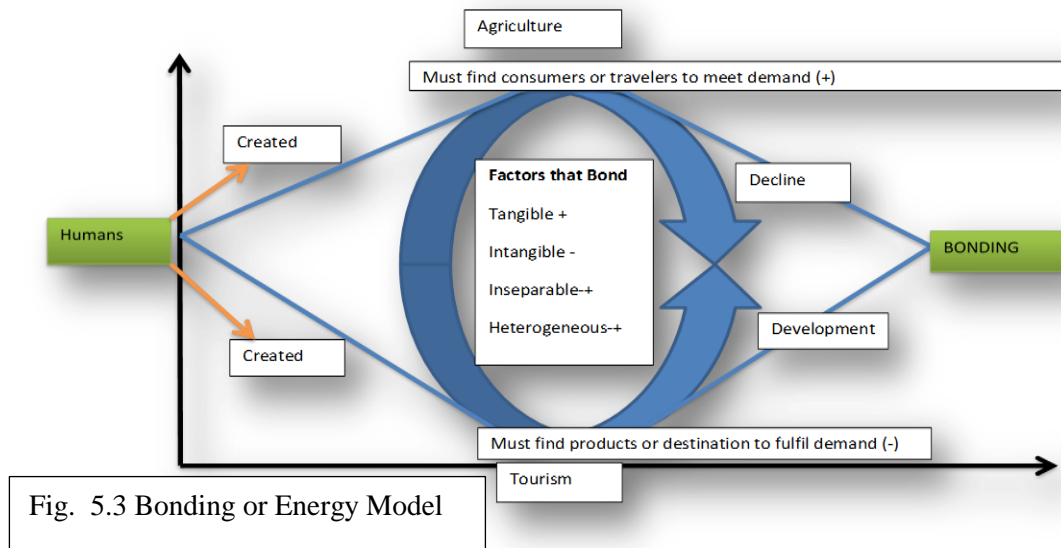 Agriculture
Must find consumers or travelers to meet demand (+)
Created
Factors that Bond
Tangible +
Intangible -
Inseparable-+
Heterogeneous-+
Decline
Humans
BONDING
Created
Development
Must find products or destination to fulfil demand (-)
Tourism
Fig. 5.3 Bonding or Energy Model